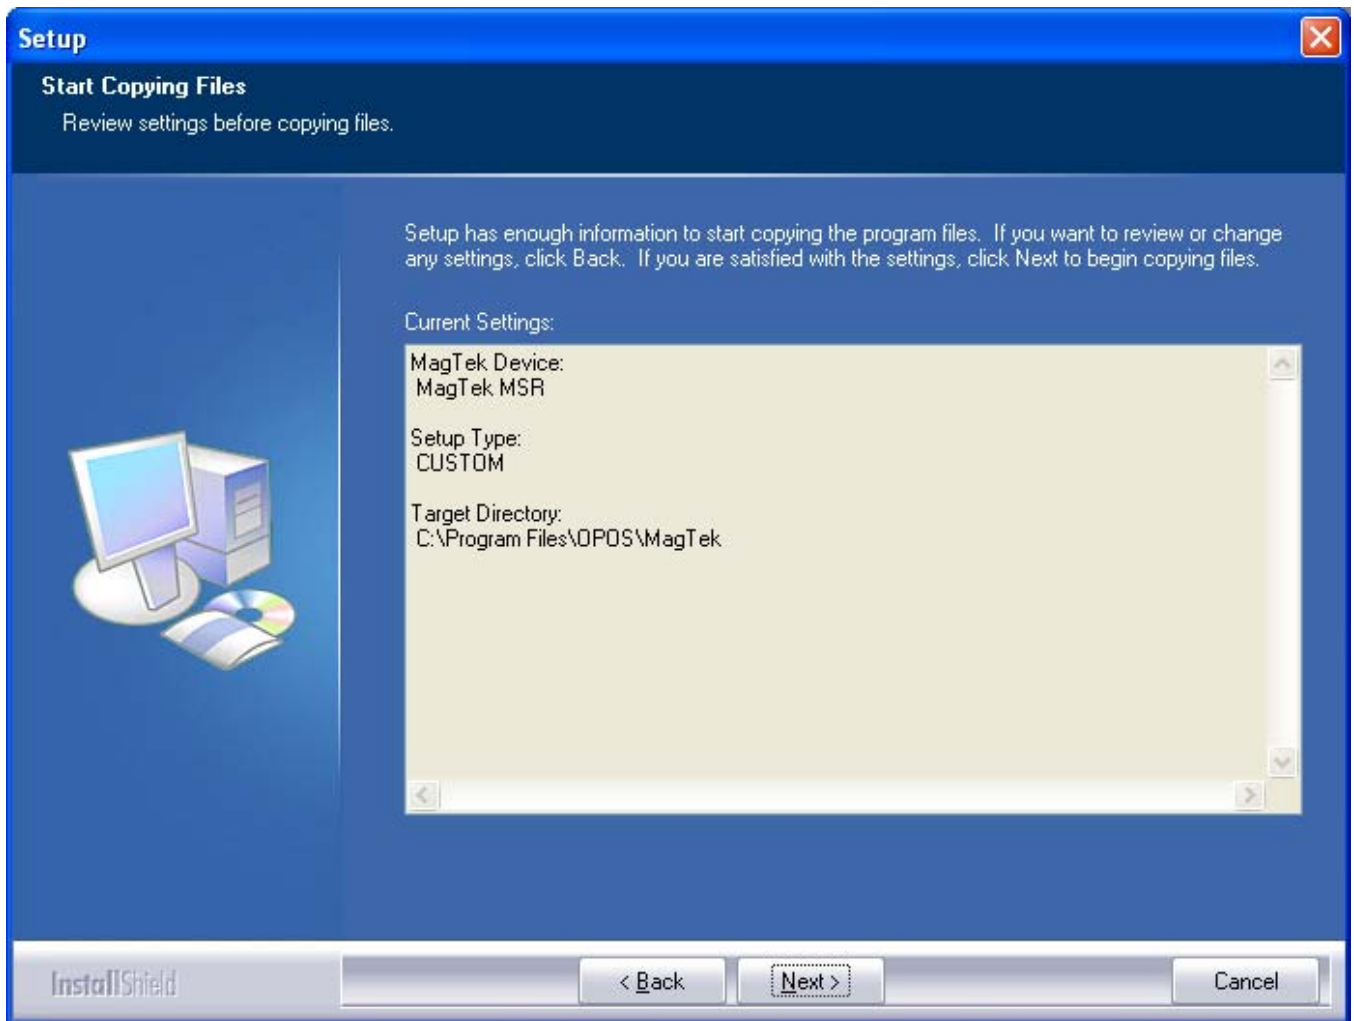 Setup
Start Copying Files
Review settings before copying files.
Setup has enough information to start copying the program files.  If you want to review or change
any settings, click Back.  If you are satisfied with the settings, click Next to begin copying files.
Current Settings:
MagTek Device:
MagTek MSR
Setup Type:
CUSTOM
Target Directory:
C:\Program Files\OPOS\MagTek
InstallShield
< Back
Next >
Cancel